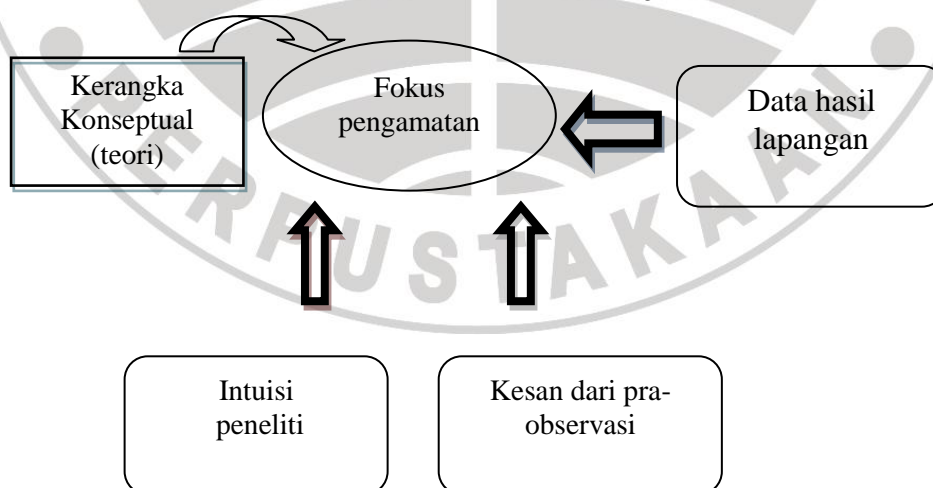 Kerangka
Konseptual
(teori)
Fokus
pengamatan
Data hasil
lapangan
PERPUSTAKAAN
Intuisi
peneliti
Kesan dari pra-
observasi